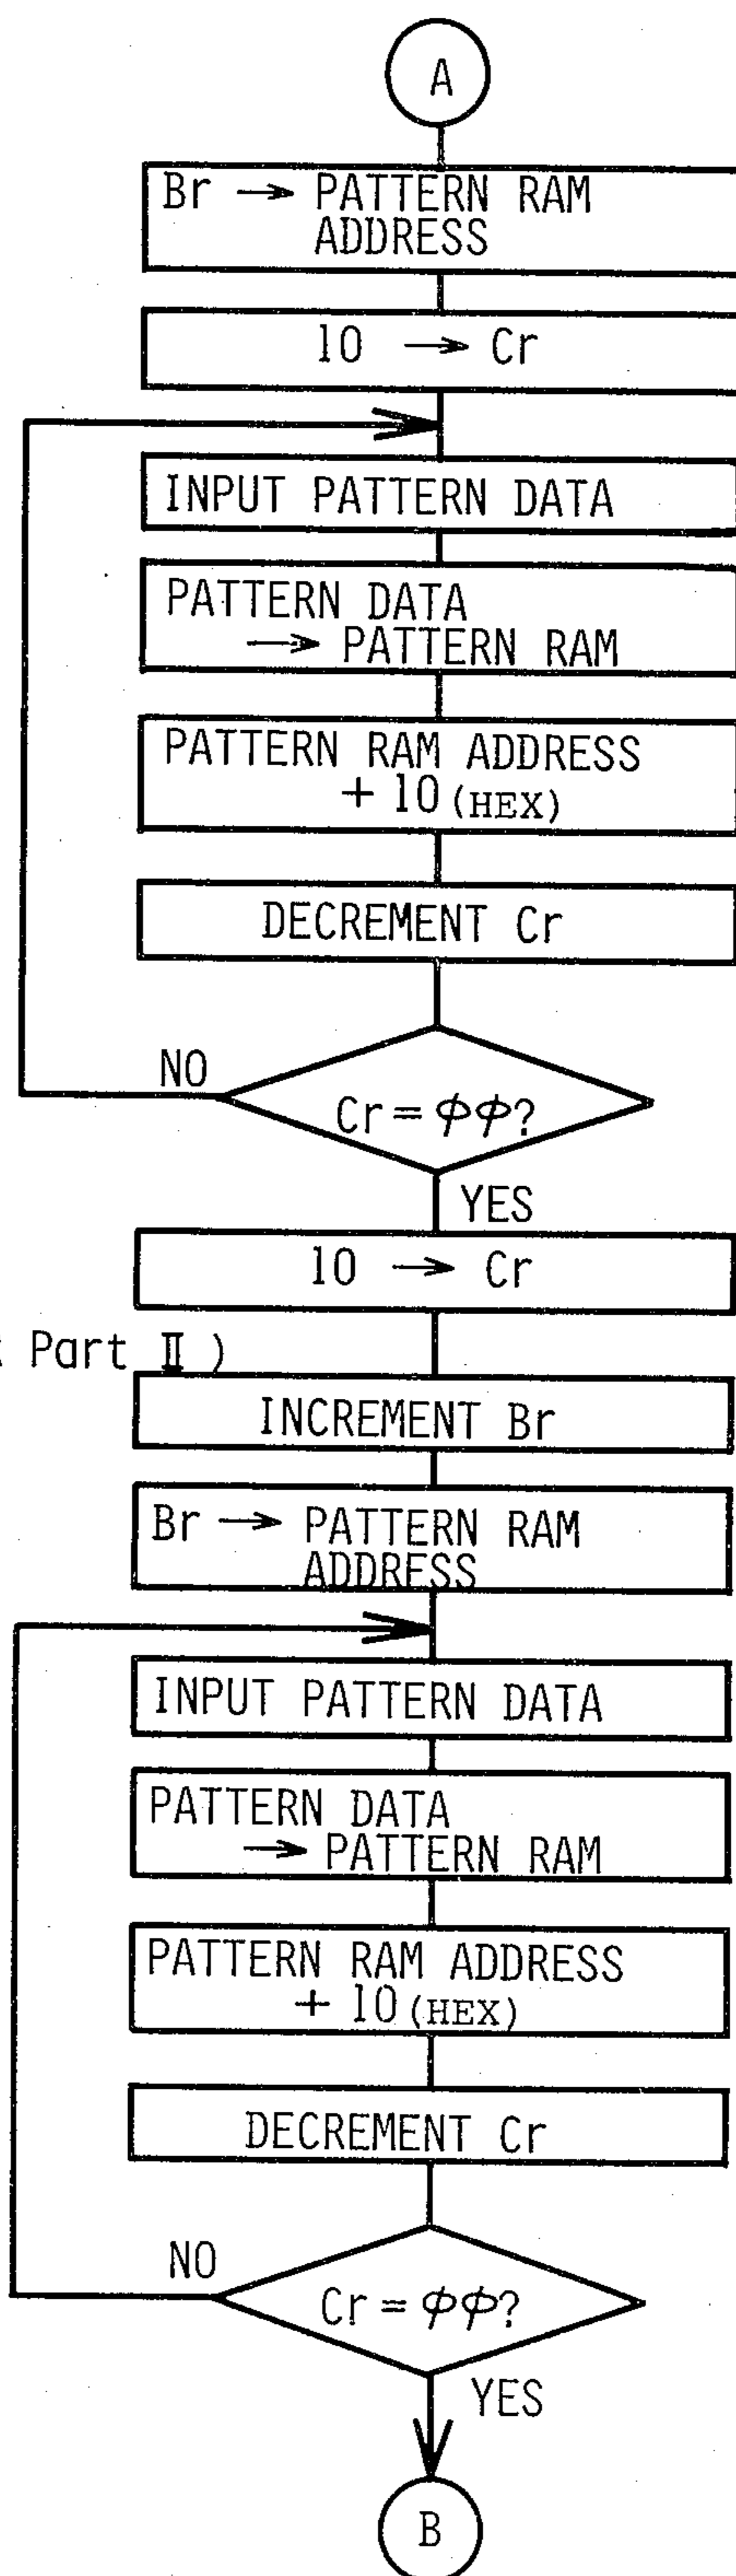 A
Br → PATTERN RAM
ADDRESS
10 → Cr
INPUT PATTERN DATA
PATTERN DATA
→ PATTERN RAM
PATTERN RAM ADDRESS
+ 10 (HEX)
DECREMENT Cr
NO
Cr = ϕϕ?
YES
10 → Cr
Part II )
INCREMENT Br
Br → PATTERN RAM
ADDRESS
INPUT PATTERN DATA
PATTERN DATA
→ PATTERN RAM
PATTERN RAM ADDRESS
+ 10 (HEX)
DECREMENT Cr
NO
Cr = ϕϕ?
YES
B